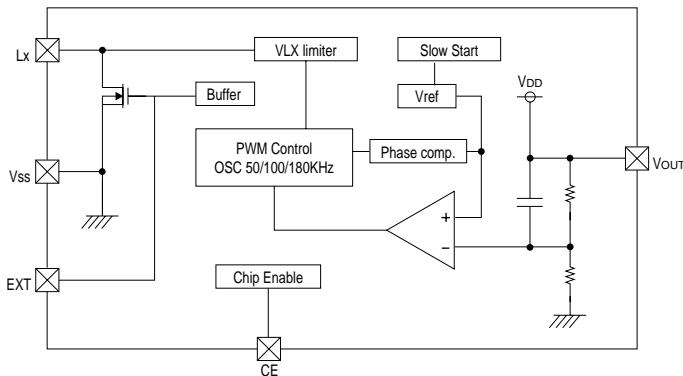 Lx
VLX limiter
Slow Start
Buffer
Vref
VDD
PWM Control
OSC 50/100/180KHz
Phase comp.
VOUT
Vss
+
−
EXT
Chip Enable
CE